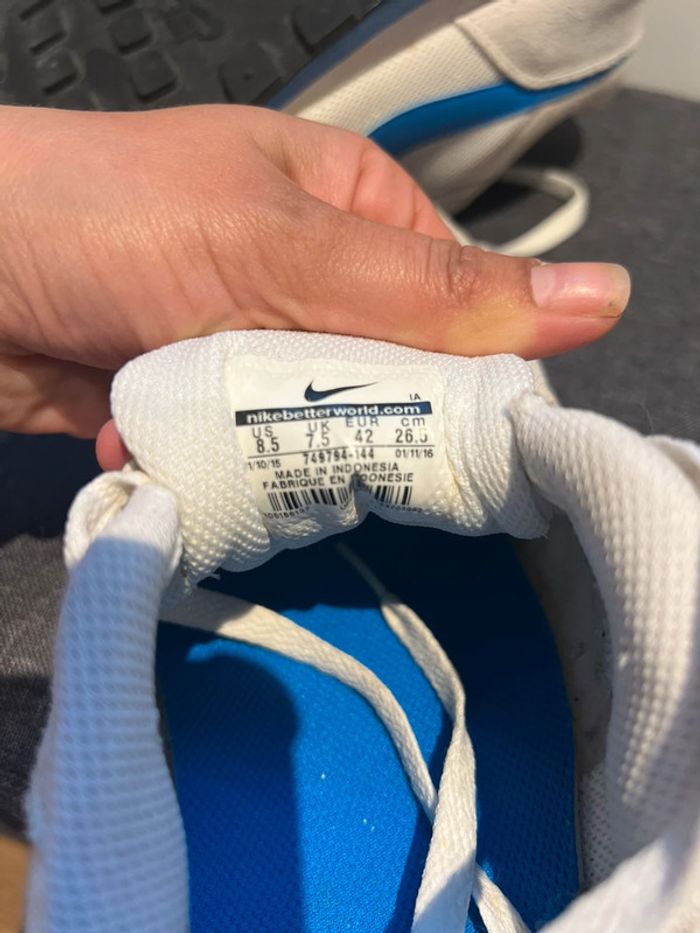 IA
nikebetterworld.com
US UK EUR cm
8.5 7.5 42 26.5
1/10/15 749794-144 01/11/16
MADE IN INDONESIA
FABRIQUE EN